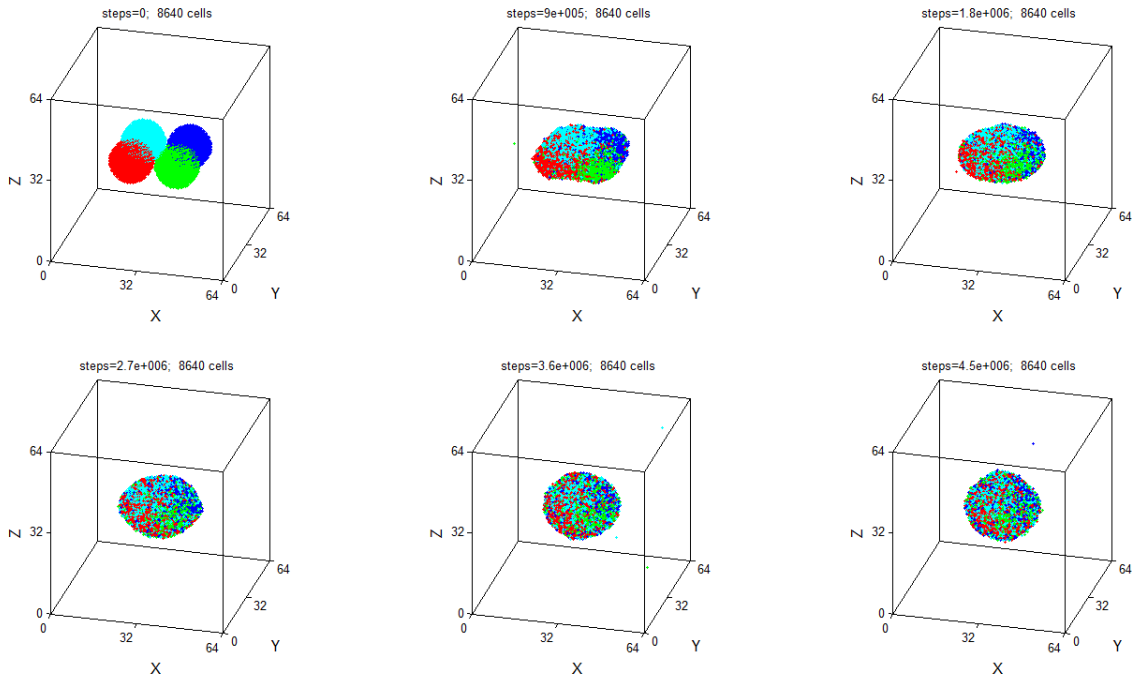 steps=0;  8640 cells
64
Z
32
0
0
32
64
X
0
32
64
Y
steps=9e+005;  8640 cells
64
Z
32
0
0
32
64
X
0
32
64
Y
steps=1.8e+006;  8640 cells
64
Z
32
0
0
32
64
X
0
32
64
Y
steps=2.7e+006;  8640 cells
64
Z
32
0
0
32
64
X
0
32
64
Y
steps=3.6e+006;  8640 cells
64
Z
32
0
0
32
64
X
0
32
64
Y
steps=4.5e+006;  8640 cells
64
Z
32
0
0
32
64
X
0
32
64
Y